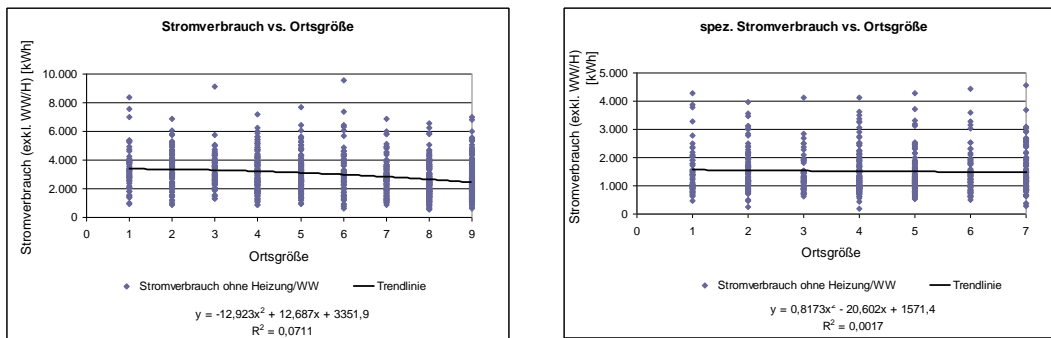 Stromverbrauch vs. Ortsgröße
Stromverbrauch (exkl. WW/H) [kWh]
10.000
8.000
6.000
4.000
2.000
0
0 1 2 3 4 5 6 7 8 9
Ortsgröße
Stromverbrauch ohne Heizung/WW Trendlinie
y = -12,923x² + 12,687x + 3351,9
R² = 0,0711
spez. Stromverbrauch vs. Ortsgröße
Stromverbrauch (exkl. WW/H)
[kWh]
5.000
4.000
3.000
2.000
1.000
0
0 1 2 3 4 5 6 7
Ortsgröße
Stromverbrauch ohne Heizung/WW Trendlinie
y = 0,8173x² - 20,602x + 1571,4
R² = 0,0017